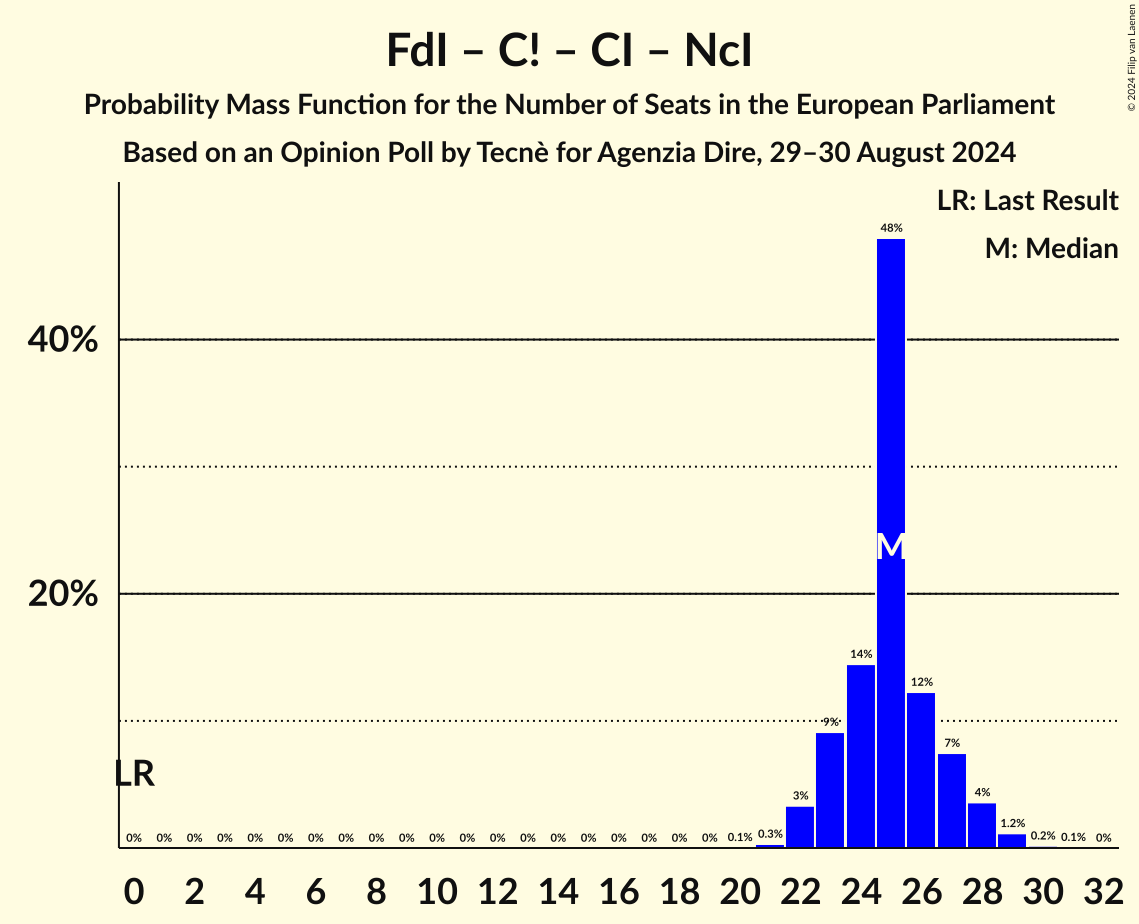 FdI – C! – CI – NcI
Probability Mass Function for the Number of Seats in the European Parliament
Based on an Opinion Poll by Tecnè for Agenzia Dire, 29–30 August 2024
© 2024 Filip van Laenen
LR: Last Result
M: Median
48%
40%
M
20%
14%
12%
9%
7%
LR
3%
4%
1.2%
0% 0% 0% 0% 0% 0% 0% 0% 0% 0% 0% 0% 0% 0% 0% 0% 0% 0% 0% 0% 0.1% 0.3% 0.2% 0.1% 0%
0 2 4 6 8 10 12 14 16 18 20 22 24 26 28 30 32